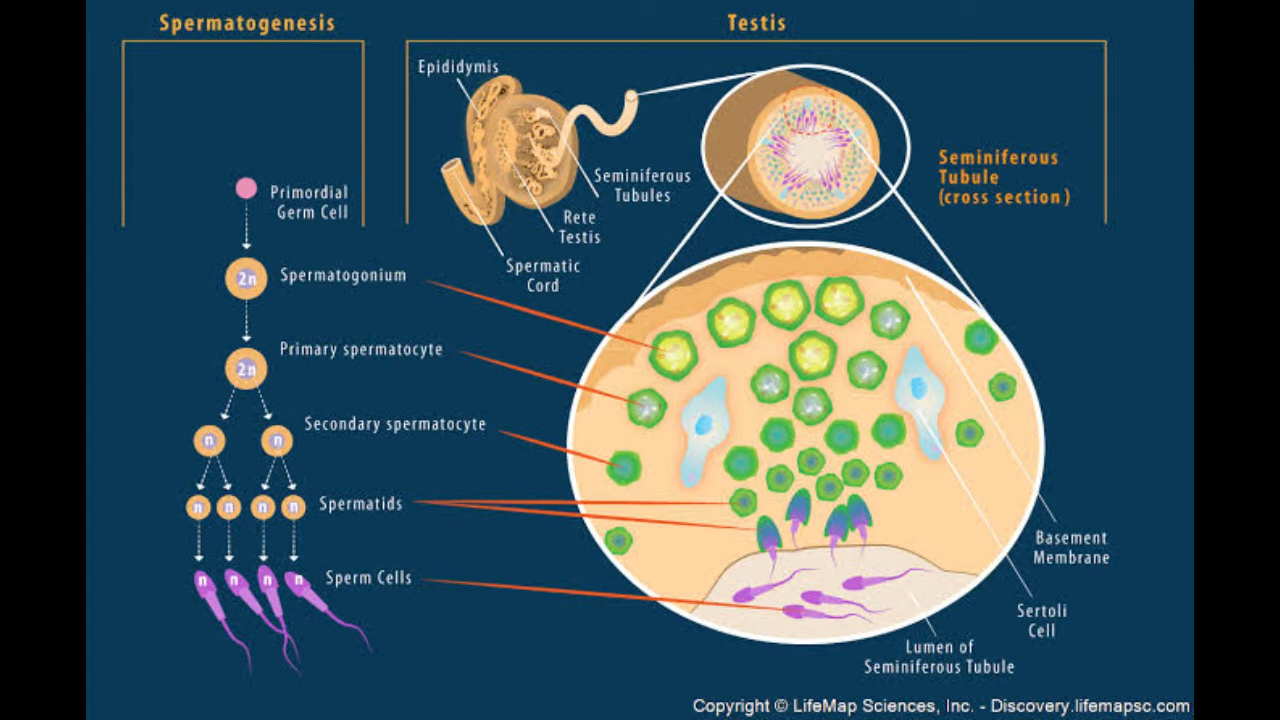 Spermatogenesis
Testis
Epididymis
Seminiferous
Tubules
Rete
Testis
Spermatic
Cord
Seminiferous
Tubule
(cross section)
Primordial
Germ Cell
2n
Spermatogonium
2n
Primary spermatocyte
n
n
Secondary spermatocyte
n
n
n
n
Spermatids
n
n
n
n
Sperm Cells
Basement
Membrane
Sertoli
Cell
Lumen of
Seminiferous Tubule
Copyright © LifeMap Sciences, Inc. - Discovery.lifemapsc.com